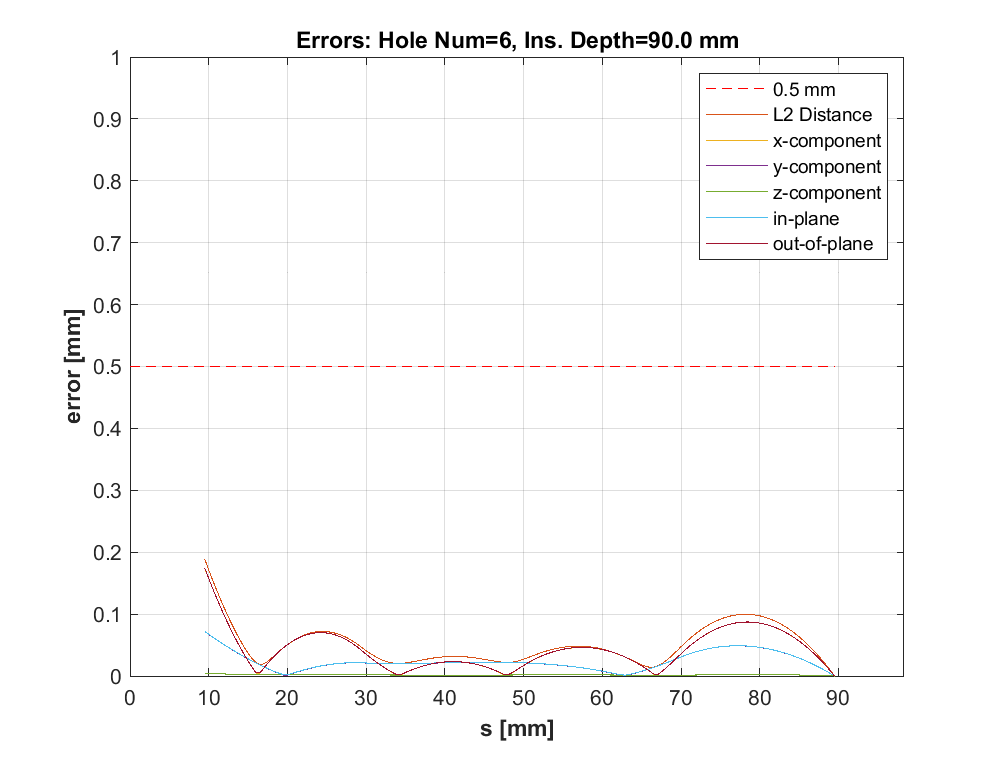 Errors: Hole Num=6, Ins. Depth=90.0 mm
1
0.9
0.8
0.7
0.6
0.5
0.4
0.3
0.2
0.1
0
error [mm]
0.5 mm
L2 Distance
x-component
y-component
z-component
in-plane
out-of-plane
0 10 20 30 40 50 60 70 80 90
s [mm]